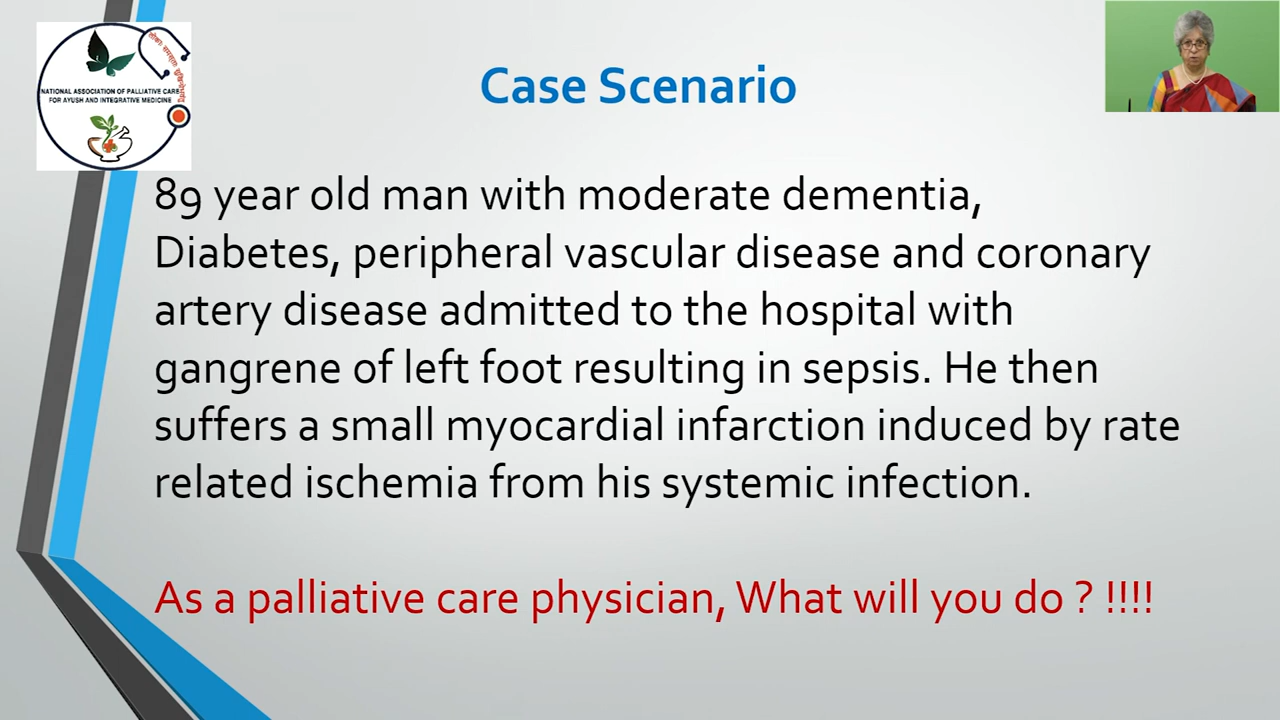 NATIONAL ASSOCIATION OF PALLIATIVE CARE
FOR AYUSH AND INTEGRATIVE MEDICINE
Case Scenario
89 year old man with moderate dementia,
Diabetes, peripheral vascular disease and coronary
artery disease admitted to the hospital with
gangrene of left foot resulting in sepsis. He then
suffers a small myocardial infarction induced by rate
related ischemia from his systemic infection.
As a palliative care physician, What will you do ? !!!!